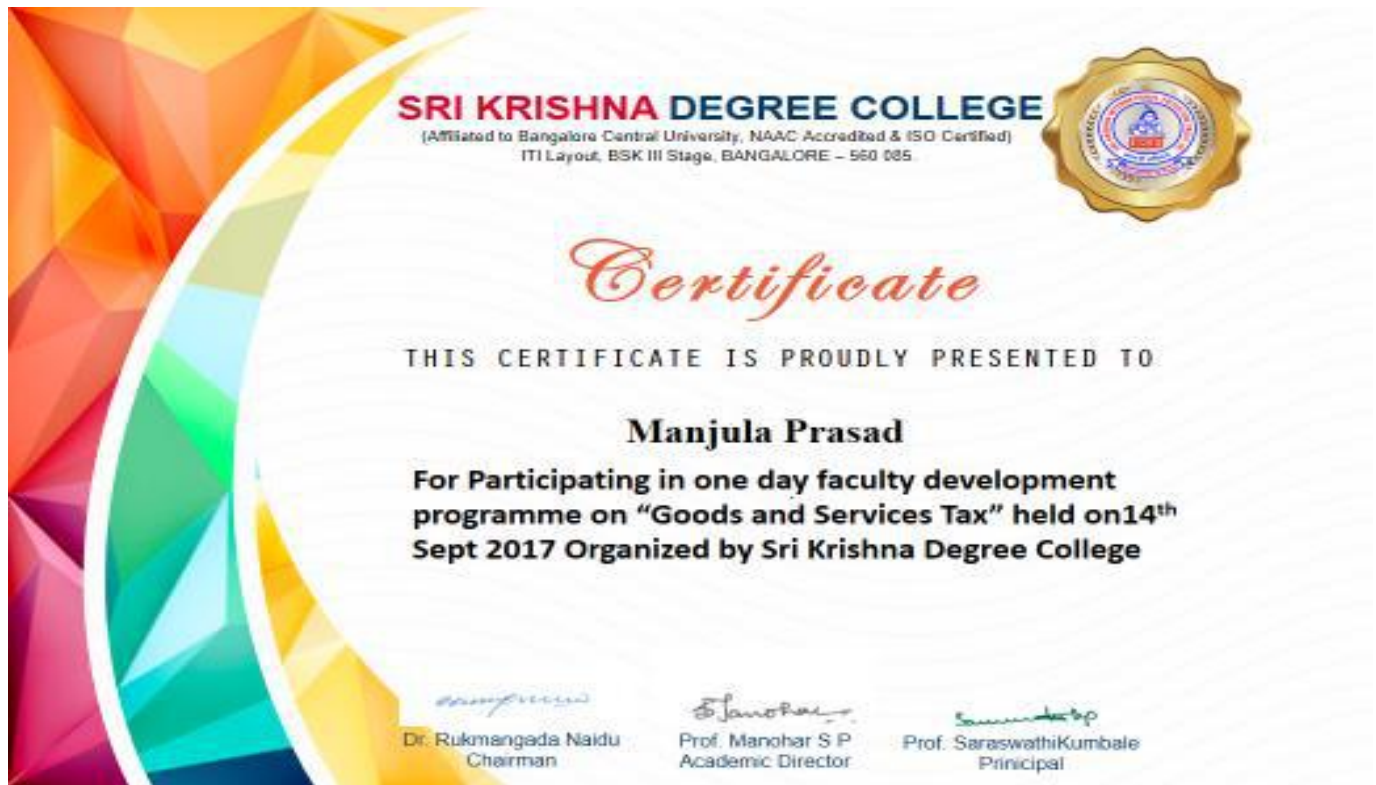 SRI KRISHNA DEGREE COLLEGE
(Affiliated to Bangalore Central University, NAAC Accredited & ISO Certified)
ITI Layout, BSK III Stage, BANGALORE – 560 085.
Certificate
THIS CERTIFICATE IS PROUDLY PRESENTED TO
Manjula Prasad
For Participating in one day faculty development
programme on “Goods and Services Tax” held on14th
Sept 2017 Organized by Sri Krishna Degree College
Dr. Rukmangada Naidu
Chairman
Prof. Manohar S P
Academic Director
Prof. SaraswathiKumbale
Prinicipal